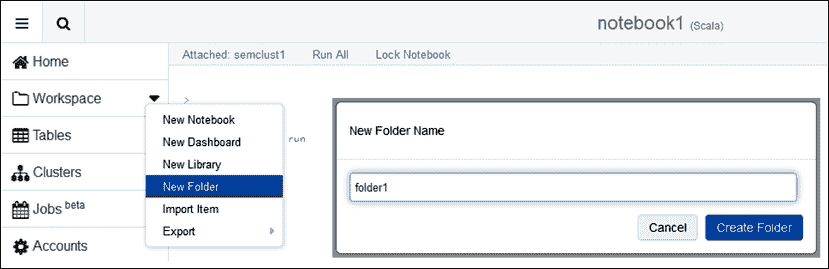 notebook1 (Scala)
Attached: semclust1 Run All Lock Notebook
Home
Workspace
Tables
Clusters
Jobs beta
Accounts
>
New Notebook
New Dashboard
New Library
New Folder
Import Item
Export
run
New Folder Name
folder1
Cancel Create Folder